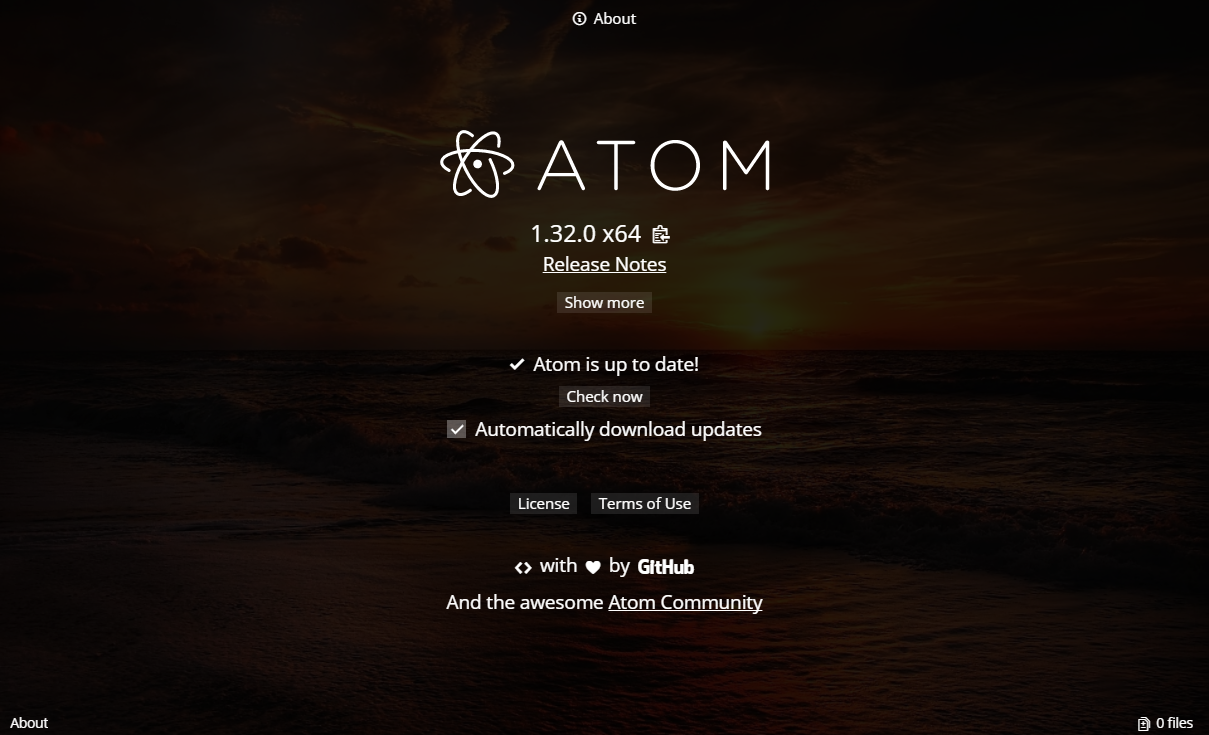 About
ATOM
1.32.0 x64
Release Notes
Show more
Atom is up to date!
Check now
Automatically download updates
License Terms of Use
<> with ♥ by GitHub
And the awesome Atom Community
About 0 files